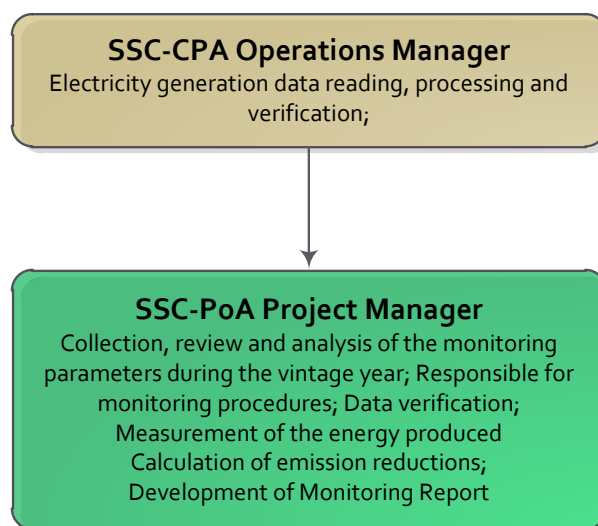 SSC-CPA Operations Manager
Electricity generation data reading, processing and
verification;
SSC-PoA Project Manager
Collection, review and analysis of the monitoring
parameters during the vintage year; Responsible for
monitoring procedures; Data verification;
Measurement of the energy produced
Calculation of emission reductions;
Development of Monitoring Report